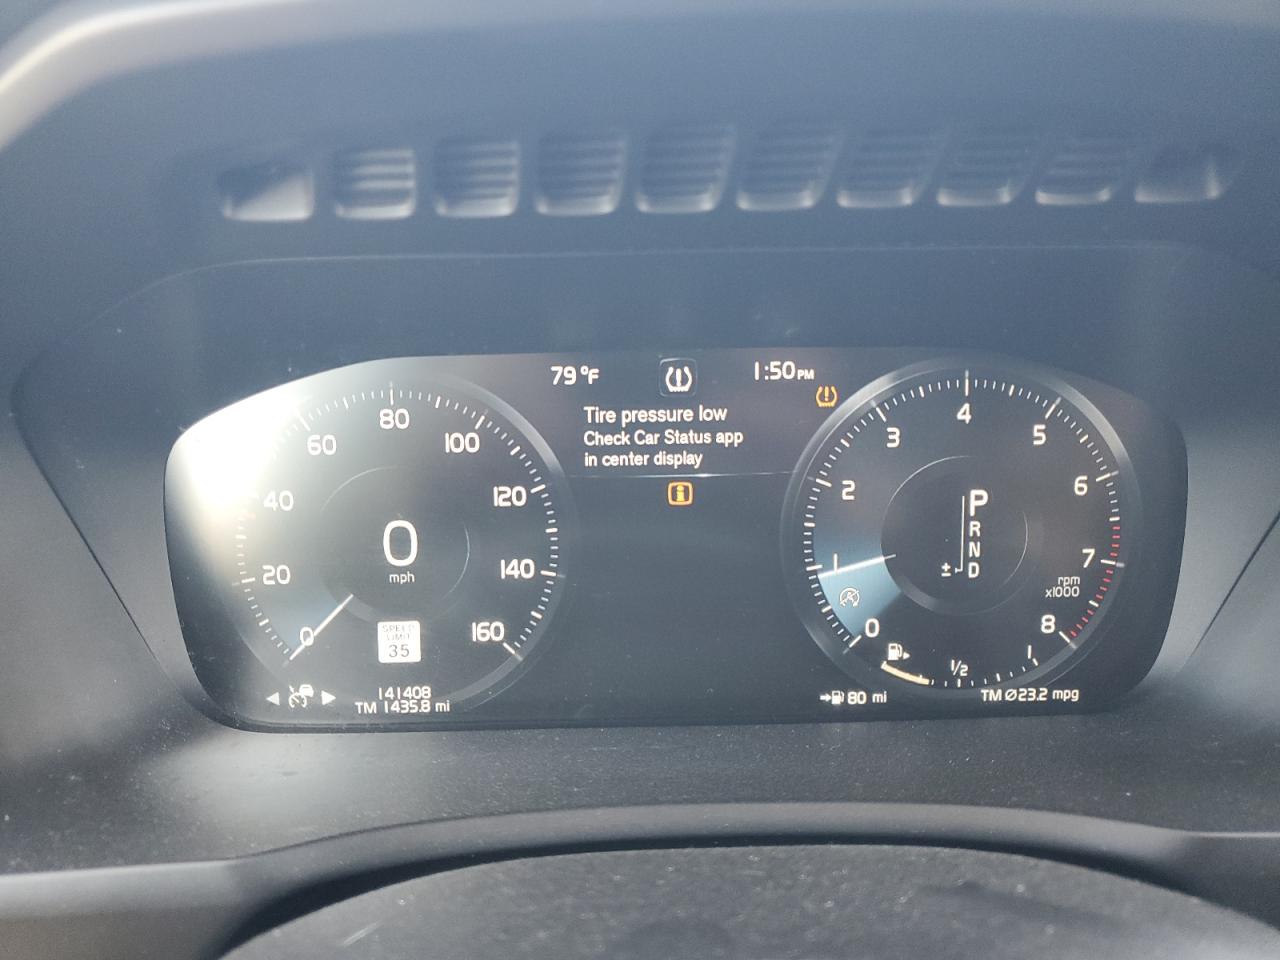 79°F
1:50PM
Tire pressure low
Check Car Status app
in center display
0
20
40
60
80
100
120
140
160
0
mph
SPEED
LIMIT
35
141408
TM 1435.8 mi
0
1
2
3
4
5
6
7
8
rpm
x1000
P
R
N
± D
1/2
1
80 mi
TM Ø23.2 mpg